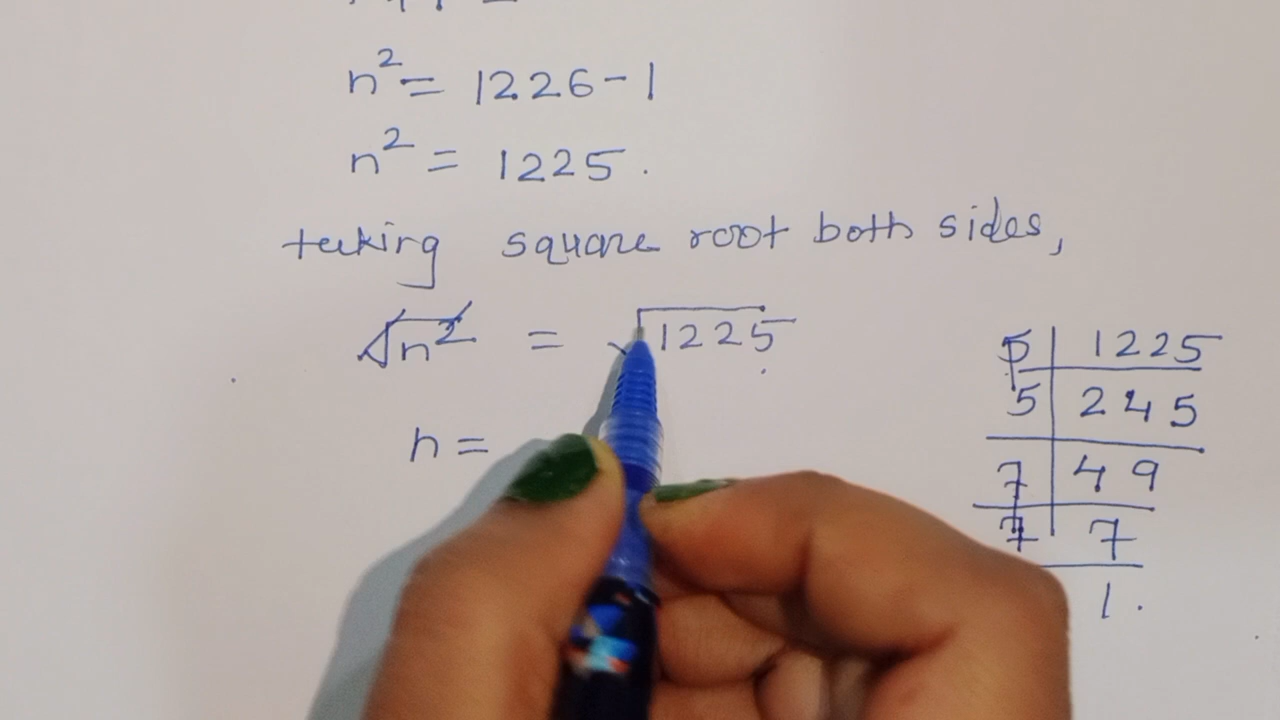 n² = 1226 - 1
n² = 1225.
taking square root both sides,
√n² = √1225
n =
5 | 1225
5 | 245
7 | 49
7 | 7
1.